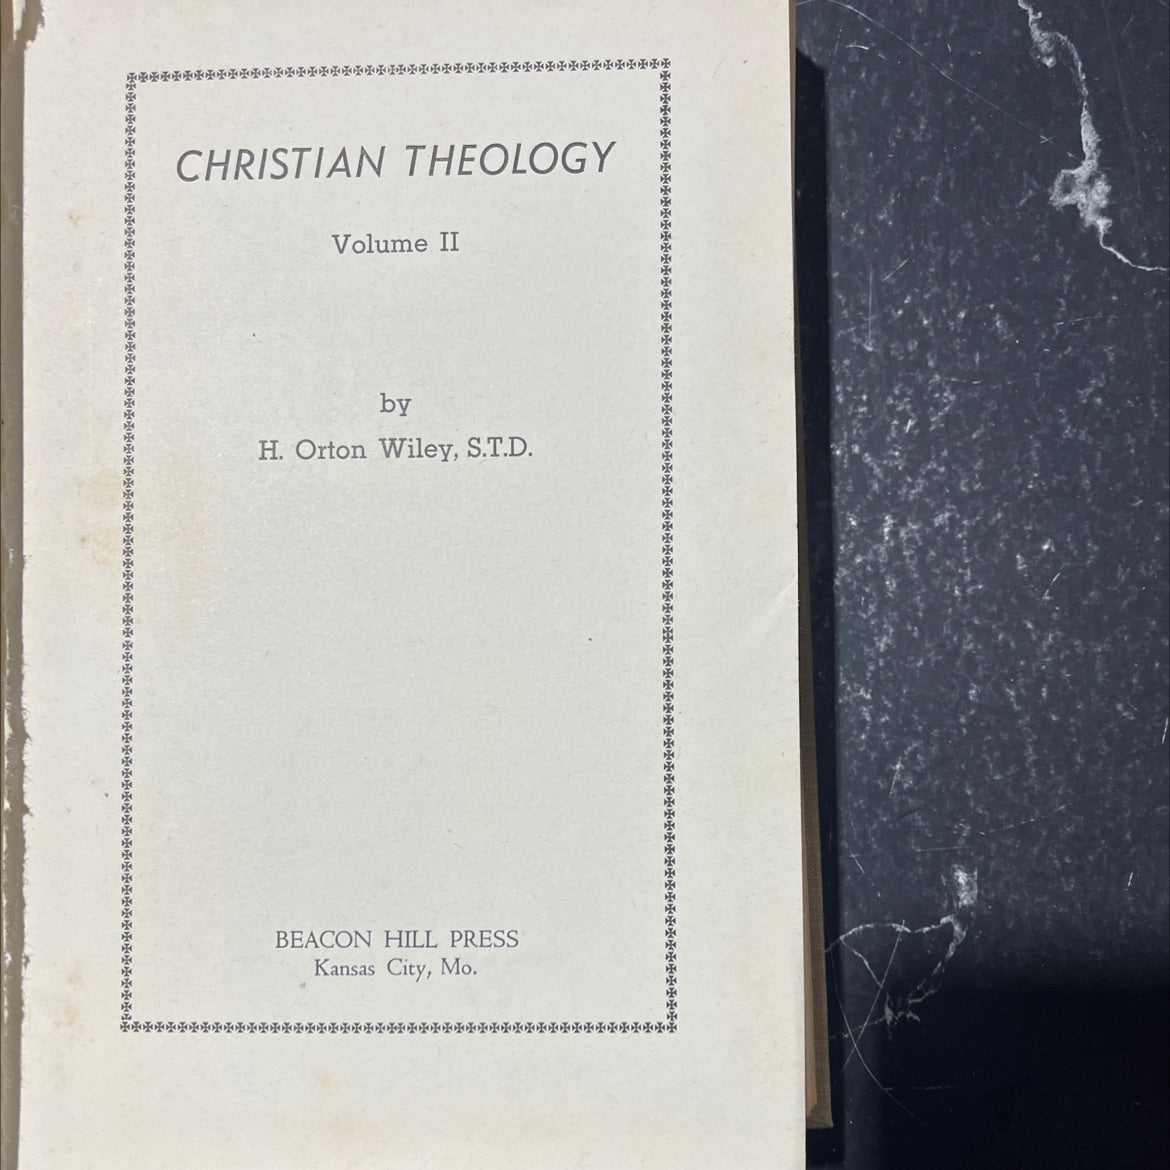 CHRISTIAN THEOLOGY
Volume II
by
H. Orton Wiley, S.T.D.
BEACON HILL PRESS
Kansas City, Mo.